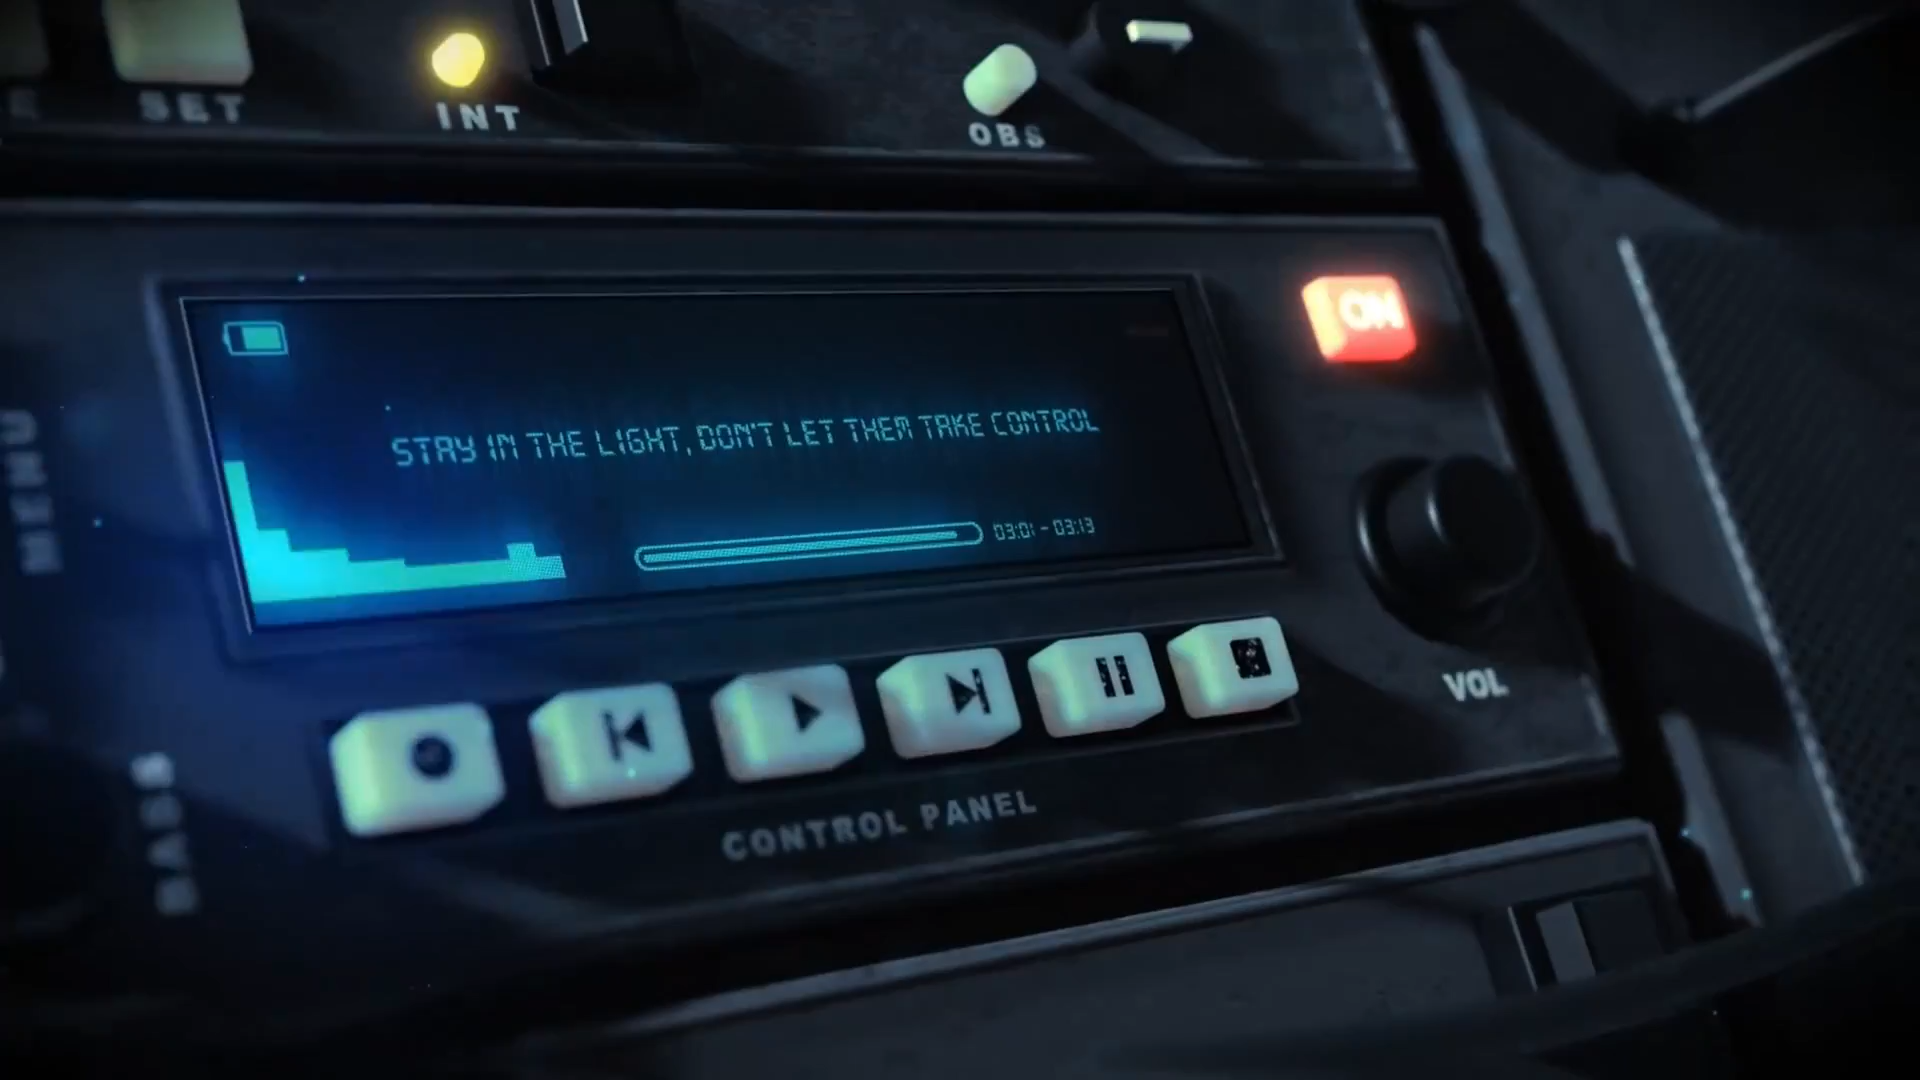 SET
INT
OBS
ON
STAY IN THE LIGHT, DON'T LET THEM TAKE CONTROL
03:01 - 03:13
MENU
VOL
BASS
CONTROL PANEL